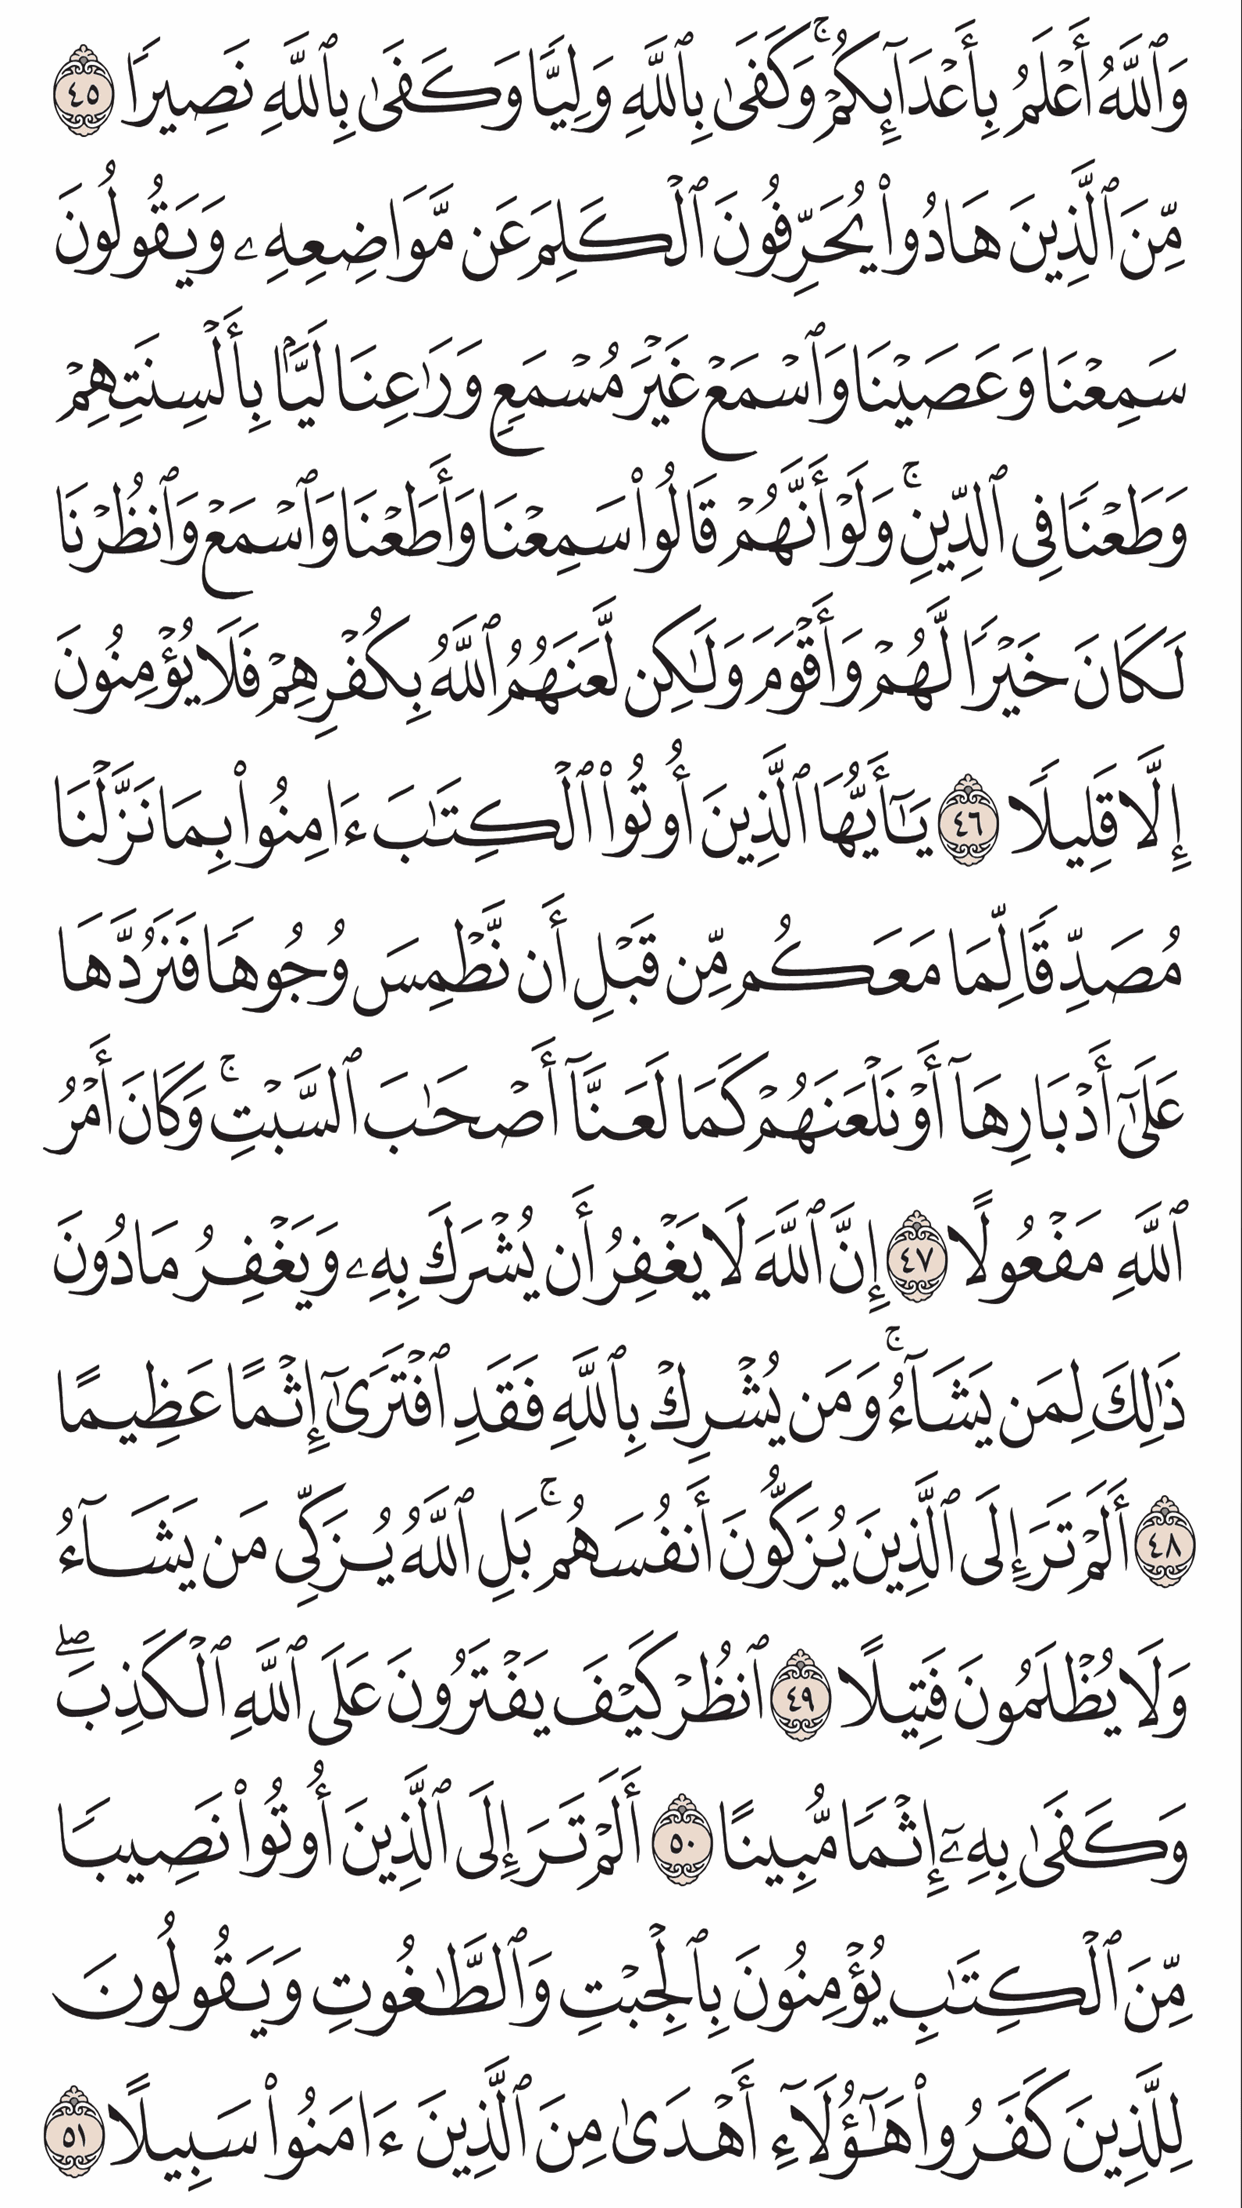 وَٱللَّهُ أَعْلَمُ بِأَعْدَآئِكُمْۚ وَكَفَىٰ بِٱللَّهِ وَلِيًّا وَكَفَىٰ بِٱللَّهِ نَصِيرًا ٤٥
مِّنَ ٱلَّذِينَ هَادُوا۟ يُحَرِّفُونَ ٱلْكَلِمَ عَن مَّوَاضِعِهِۦ وَيَقُولُونَ
سَمِعْنَا وَعَصَيْنَا وَٱسْمَعْ غَيْرَ مُسْمَعٍ وَرَٰعِنَا لَيًّۢا بِأَلْسِنَتِهِمْ
وَطَعْنًا فِى ٱلدِّينِۚ وَلَوْ أَنَّهُمْ قَالُوا۟ سَمِعْنَا وَأَطَعْنَا وَٱسْمَعْ وَٱنظُرْنَا
لَكَانَ خَيْرًا لَّهُمْ وَأَقْوَمَ وَلَـٰكِن لَّعَنَهُمُ ٱللَّهُ بِكُفْرِهِمْ فَلَا يُؤْمِنُونَ
إِلَّا قَلِيلًا ٤٦ يَـٰٓأَيُّهَا ٱلَّذِينَ أُوتُوا۟ ٱلْكِتَـٰبَ ءَامِنُوا۟ بِمَا نَزَّلْنَا
مُصَدِّقًا لِّمَا مَعَكُم مِّن قَبْلِ أَن نَّطْمِسَ وُجُوهًا فَنَرُدَّهَا
عَلَىٰٓ أَدْبَارِهَآ أَوْ نَلْعَنَهُمْ كَمَا لَعَنَّآ أَصْحَـٰبَ ٱلسَّبْتِۚ وَكَانَ أَمْرُ
ٱللَّهِ مَفْعُولًا ٤٧ إِنَّ ٱللَّهَ لَا يَغْفِرُ أَن يُشْرَكَ بِهِۦ وَيَغْفِرُ مَا دُونَ
ذَٰلِكَ لِمَن يَشَآءُۚ وَمَن يُشْرِكْ بِٱللَّهِ فَقَدِ ٱفْتَرَىٰٓ إِثْمًا عَظِيمًا
٤٨ أَلَمْ تَرَ إِلَى ٱلَّذِينَ يُزَكُّونَ أَنفُسَهُمۚ بَلِ ٱللَّهُ يُزَكِّى مَن يَشَآءُ
وَلَا يُظْلَمُونَ فَتِيلًا ٤٩ ٱنظُرْ كَيْفَ يَفْتَرُونَ عَلَى ٱللَّهِ ٱلْكَذِبَۖ
وَكَفَىٰ بِهِۦٓ إِثْمًا مُّبِينًا ٥٠ أَلَمْ تَرَ إِلَى ٱلَّذِينَ أُوتُوا۟ نَصِيبًا
مِّنَ ٱلْكِتَـٰبِ يُؤْمِنُونَ بِٱلْجِبْتِ وَٱلطَّـٰغُوتِ وَيَقُولُونَ
لِلَّذِينَ كَفَرُوا۟ هَـٰٓؤُلَآءِ أَهْدَىٰ مِنَ ٱلَّذِينَ ءَامَنُوا۟ سَبِيلًا ٥١